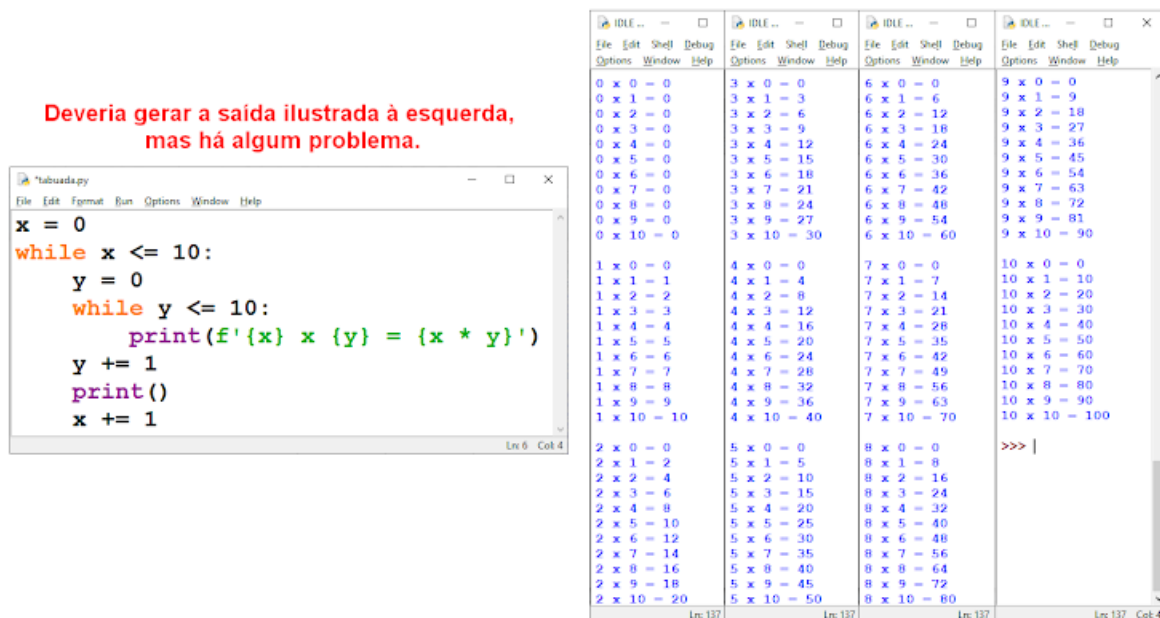 Deveria gerar a saída ilustrada à esquerda,
mas há algum problema.
*tabuada.py
File Edit Format Run Options Window Help
x = 0
while x <= 10:
    y = 0
    while y <= 10:
        print(f'{x} x {y} = {x * y}')
    y += 1
    print()
    x += 1
Ln: 6 Col: 4
IDLE ...
File Edit Shell Debug
Options Window Help
0 x 0 = 0
0 x 1 = 0
0 x 2 = 0
0 x 3 = 0
0 x 4 = 0
0 x 5 = 0
0 x 6 = 0
0 x 7 = 0
0 x 8 = 0
0 x 9 = 0
0 x 10 = 0
1 x 0 = 0
1 x 1 = 1
1 x 2 = 2
1 x 3 = 3
1 x 4 = 4
1 x 5 = 5
1 x 6 = 6
1 x 7 = 7
1 x 8 = 8
1 x 9 = 9
1 x 10 = 10
2 x 0 = 0
2 x 1 = 2
2 x 2 = 4
2 x 3 = 6
2 x 4 = 8
2 x 5 = 10
2 x 6 = 12
2 x 7 = 14
2 x 8 = 16
2 x 9 = 18
2 x 10 = 20
Ln: 137
IDLE ...
File Edit Shell Debug
Options Window Help
3 x 0 = 0
3 x 1 = 3
3 x 2 = 6
3 x 3 = 9
3 x 4 = 12
3 x 5 = 15
3 x 6 = 18
3 x 7 = 21
3 x 8 = 24
3 x 9 = 27
3 x 10 = 30
4 x 0 = 0
4 x 1 = 4
4 x 2 = 8
4 x 3 = 12
4 x 4 = 16
4 x 5 = 20
4 x 6 = 24
4 x 7 = 28
4 x 8 = 32
4 x 9 = 36
4 x 10 = 40
5 x 0 = 0
5 x 1 = 5
5 x 2 = 10
5 x 3 = 15
5 x 4 = 20
5 x 5 = 25
5 x 6 = 30
5 x 7 = 35
5 x 8 = 40
5 x 9 = 45
5 x 10 = 50
Ln: 137
IDLE ...
File Edit Shell Debug
Options Window Help
6 x 0 = 0
6 x 1 = 6
6 x 2 = 12
6 x 3 = 18
6 x 4 = 24
6 x 5 = 30
6 x 6 = 36
6 x 7 = 42
6 x 8 = 48
6 x 9 = 54
6 x 10 = 60
7 x 0 = 0
7 x 1 = 7
7 x 2 = 14
7 x 3 = 21
7 x 4 = 28
7 x 5 = 35
7 x 6 = 42
7 x 7 = 49
7 x 8 = 56
7 x 9 = 63
7 x 10 = 70
8 x 0 = 0
8 x 1 = 8
8 x 2 = 16
8 x 3 = 24
8 x 4 = 32
8 x 5 = 40
8 x 6 = 48
8 x 7 = 56
8 x 8 = 64
8 x 9 = 72
8 x 10 = 80
Ln: 137
IDLE ...
File Edit Shell Debug
Options Window Help
9 x 0 = 0
9 x 1 = 9
9 x 2 = 18
9 x 3 = 27
9 x 4 = 36
9 x 5 = 45
9 x 6 = 54
9 x 7 = 63
9 x 8 = 72
9 x 9 = 81
9 x 10 = 90
10 x 0 = 0
10 x 1 = 10
10 x 2 = 20
10 x 3 = 30
10 x 4 = 40
10 x 5 = 50
10 x 6 = 60
10 x 7 = 70
10 x 8 = 80
10 x 9 = 90
10 x 10 = 100
>>>
Ln: 137 Col: 4